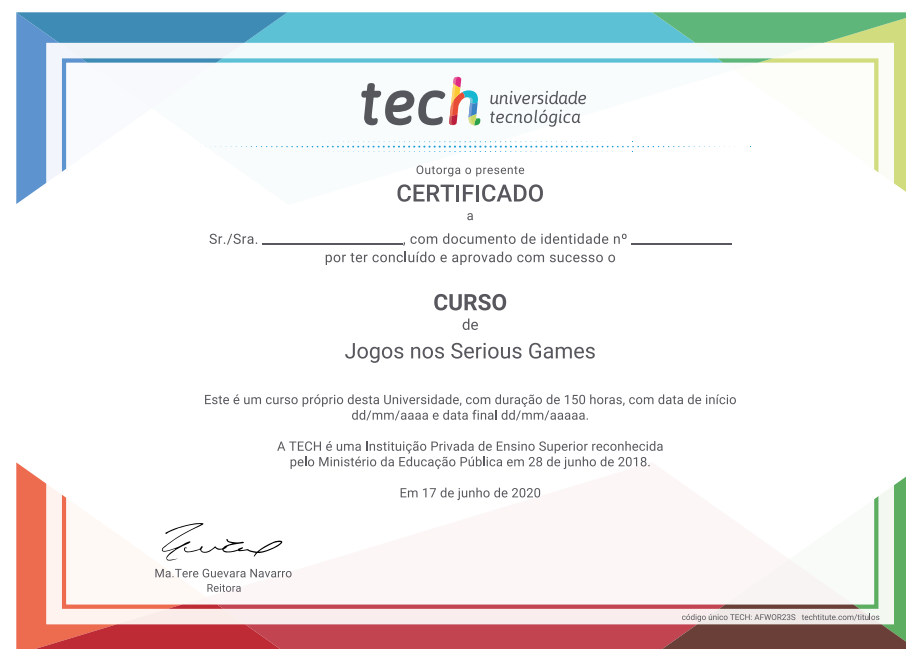 tech universidade
tecnológica
Outorga o presente
CERTIFICADO
a
Sr./Sra. ____________, com documento de identidade nº ____________
por ter concluído e aprovado com sucesso o
CURSO
de
Jogos nos Serious Games
Este é um curso próprio desta Universidade, com duração de 150 horas, com data de início
dd/mm/aaaa e data final dd/mm/aaaaa.
A TECH é uma Instituição Privada de Ensino Superior reconhecida
pelo Ministério da Educação Pública em 28 de junho de 2018.
Em 17 de junho de 2020
Ma.Tere Guevara Navarro
Reitora
código único TECH: AFWOR23S techtitute.com/titulos